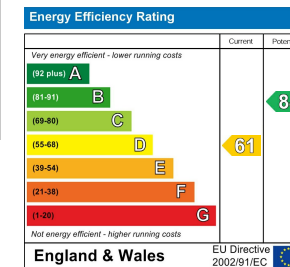 Energy Efficiency Rating
Current
Very energy efficient - lower running costs
(92 plus) A
(81-91) B
8
(69-80) C
(55-68) D 61
(39-54) E
(21-38) F
(1-20) G
Not energy efficient - higher running costs
England & Wales
EU Directive
2002/91/EC